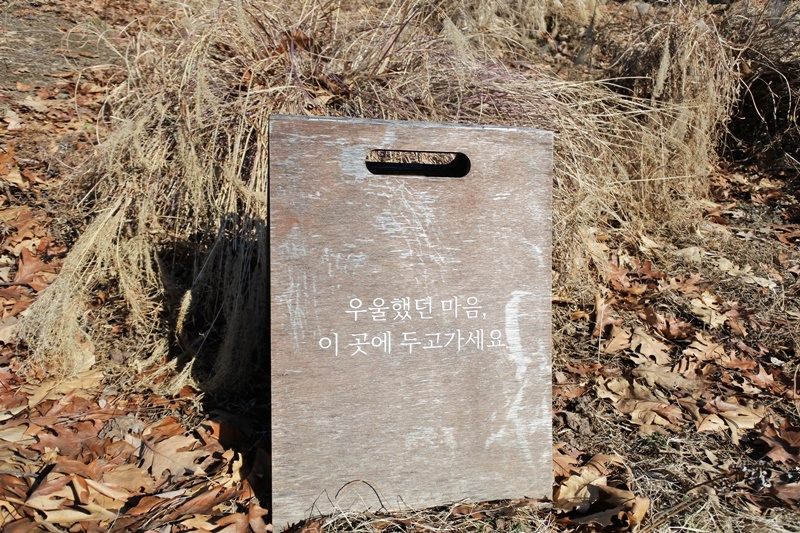 우울했던 마음,
이 곳에 두고가세요